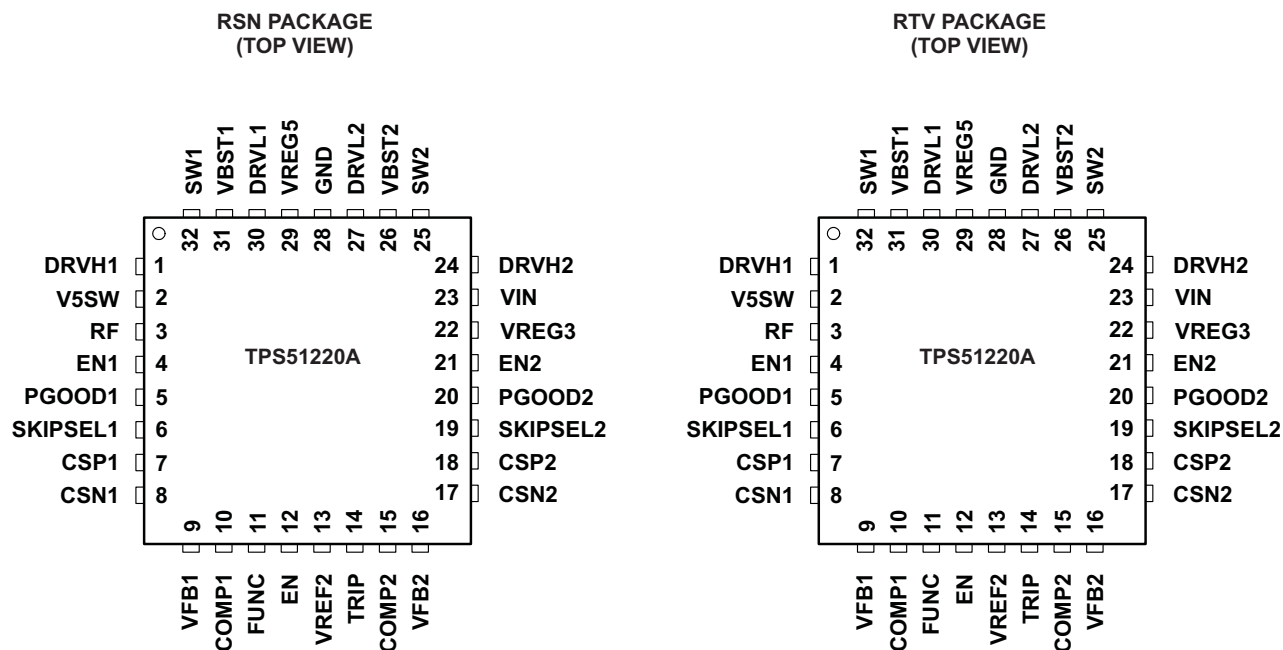 RSN PACKAGE
(TOP VIEW)
SW1
VBST1
DRVL1
VREG5
GND
DRVL2
VBST2
SW2
32
31
30
29
28
27
26
25
DRVH1 1
V5SW 2
RF 3
EN1 4
PGOOD1 5
SKIPSEL1 6
CSP1 7
CSN1 8
TPS51220A
24 DRVH2
23 VIN
22 VREG3
21 EN2
20 PGOOD2
19 SKIPSEL2
18 CSP2
17 CSN2
9
10
11
12
13
14
15
16
VFB1
COMP1
FUNC
EN
VREF2
TRIP
COMP2
VFB2
RTV PACKAGE
(TOP VIEW)
SW1
VBST1
DRVL1
VREG5
GND
DRVL2
VBST2
SW2
32
31
30
29
28
27
26
25
DRVH1 1
V5SW 2
RF 3
EN1 4
PGOOD1 5
SKIPSEL1 6
CSP1 7
CSN1 8
TPS51220A
24 DRVH2
23 VIN
22 VREG3
21 EN2
20 PGOOD2
19 SKIPSEL2
18 CSP2
17 CSN2
9
10
11
12
13
14
15
16
VFB1
COMP1
FUNC
EN
VREF2
TRIP
COMP2
VFB2